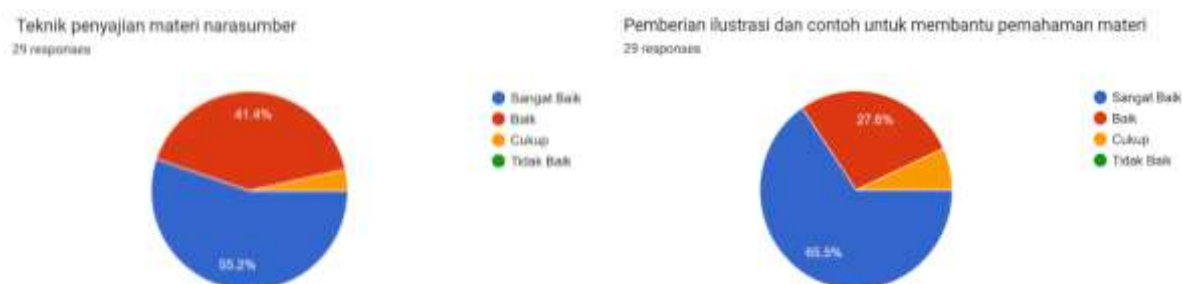 Teknik penyajian materi narasumber
29 responses
41.4%
55.2%
Sangat Baik
Baik
Cukup
Tidak Baik
Pemberian ilustrasi dan contoh untuk membantu pemahaman materi
29 responses
27.6%
65.5%
Sangat Baik
Baik
Cukup
Tidak Baik